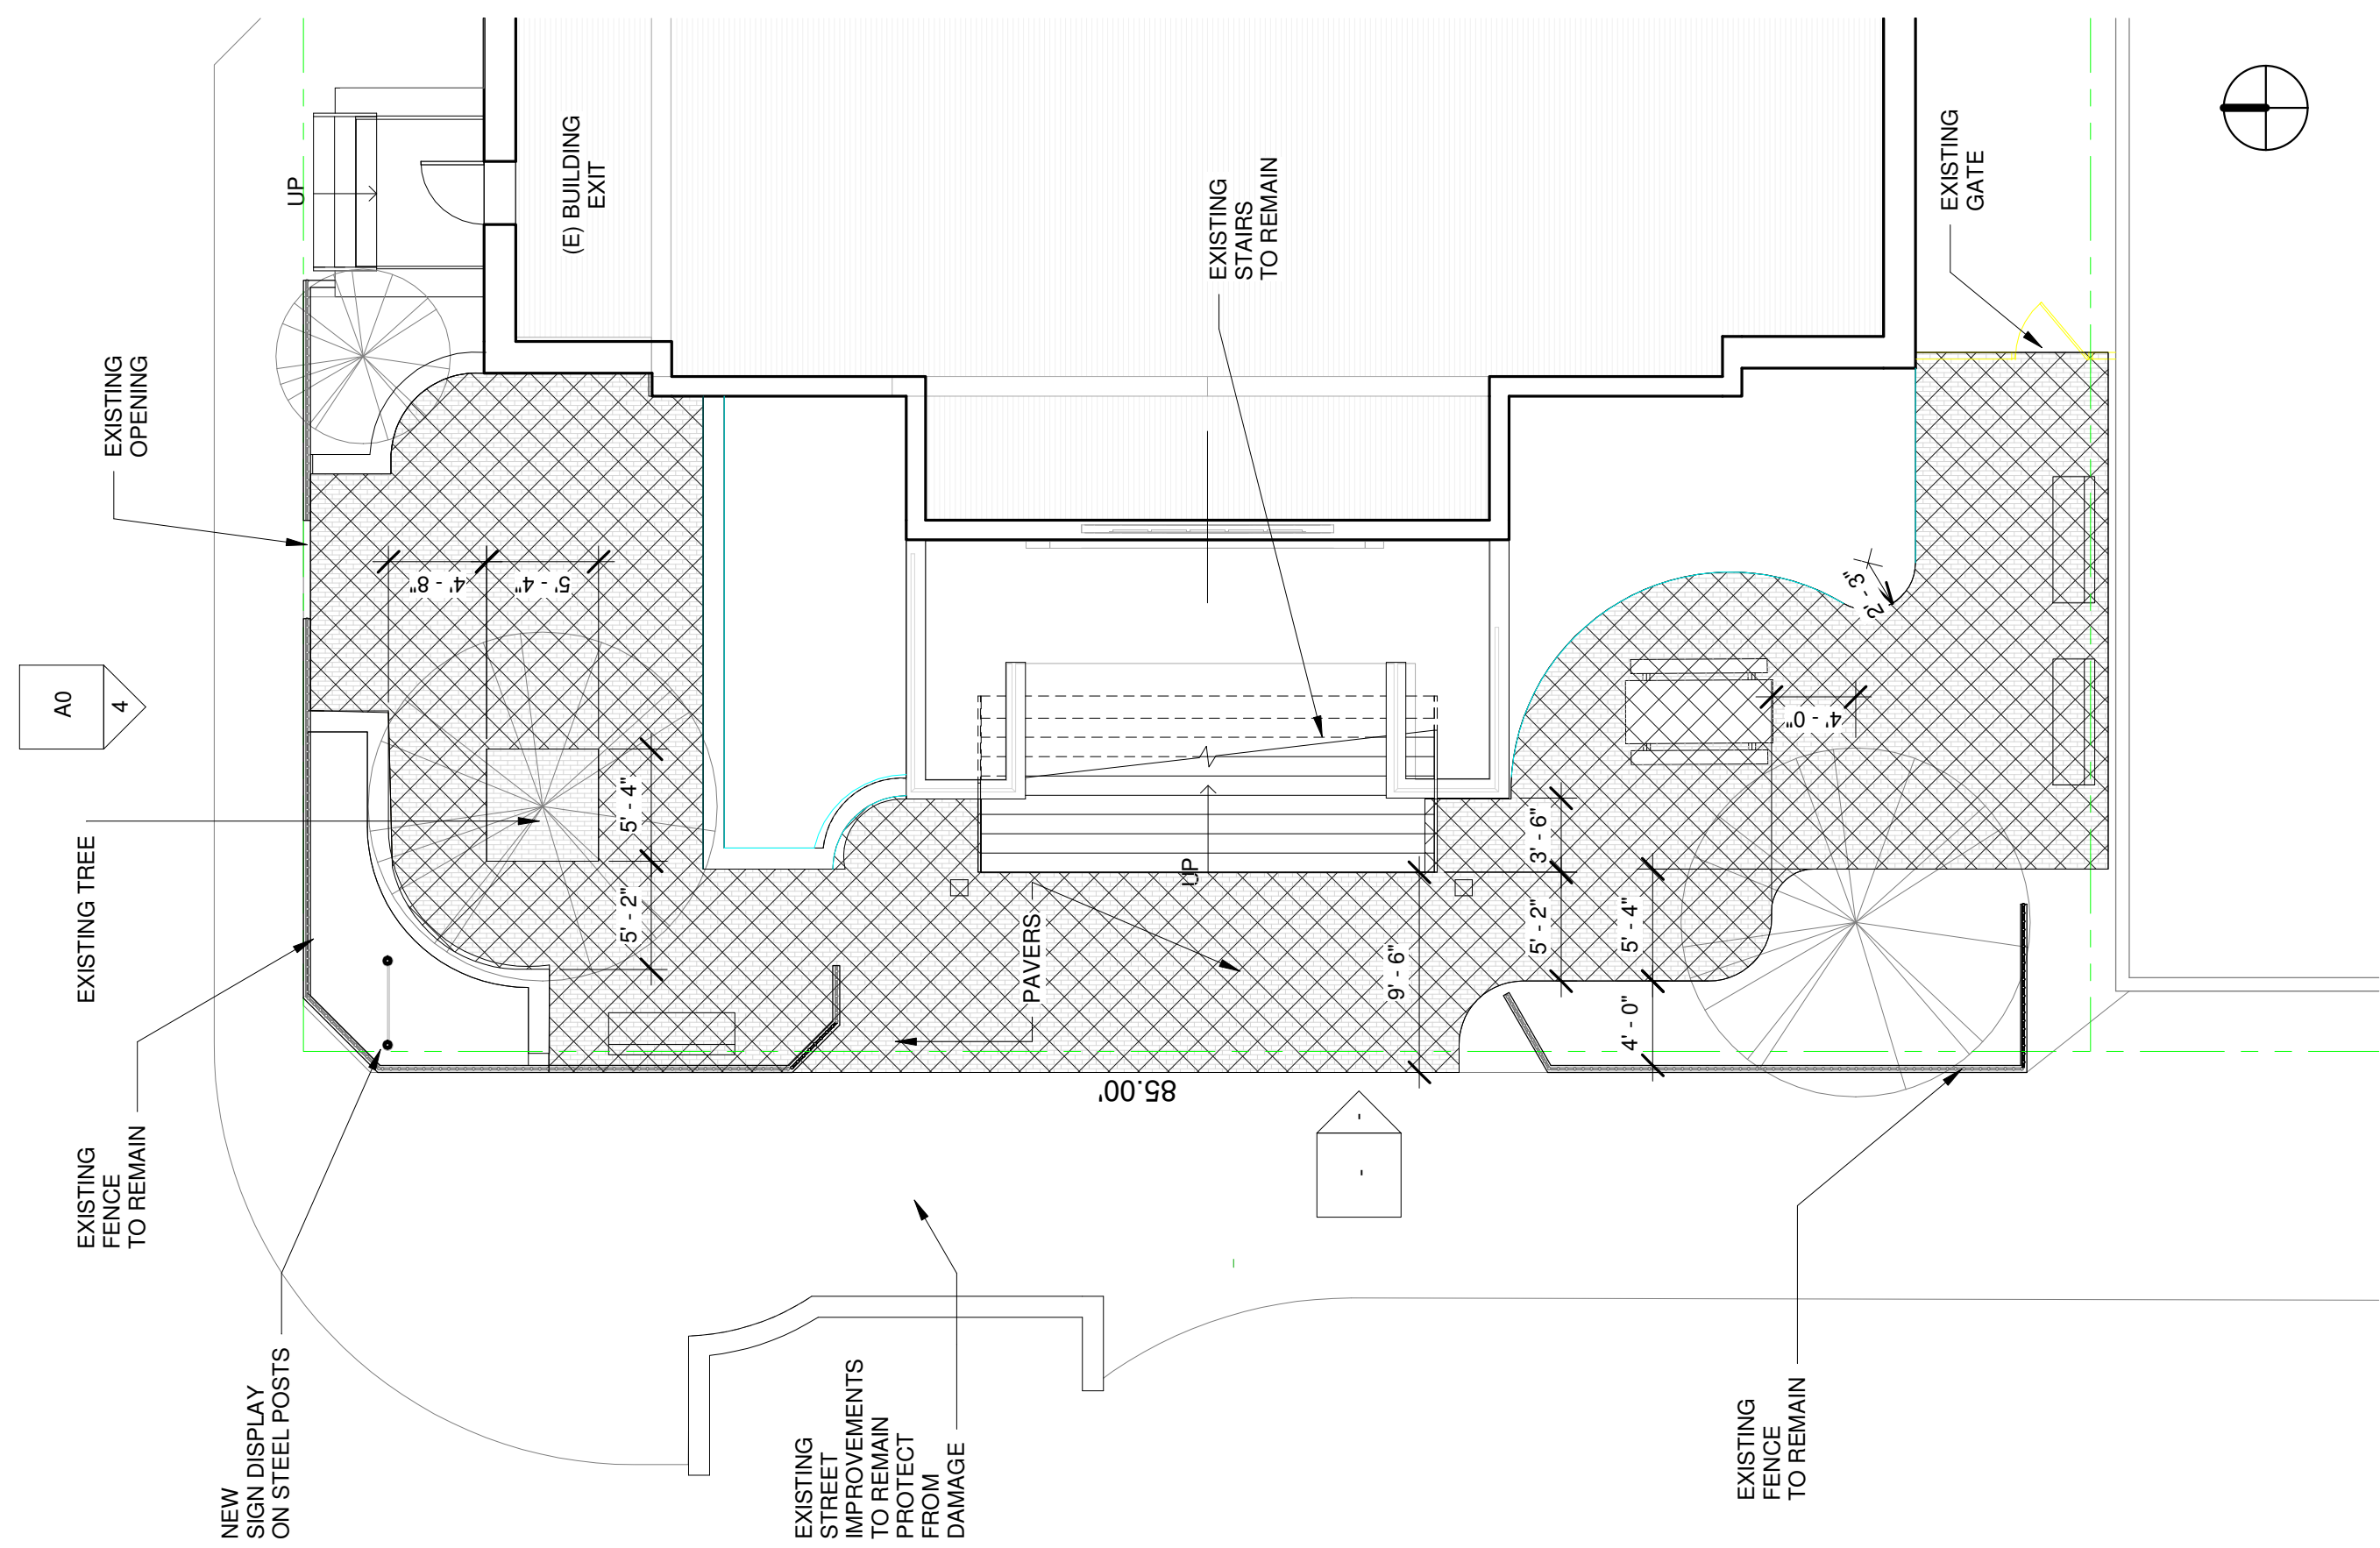 UP
(E) BUILDING
EXIT
EXISTING
OPENING
EXISTING
STAIRS
TO REMAIN
EXISTING
GATE
A0
4
4' - 8"
5' - 4"
2' - 3"
4' - 0"
EXISTING TREE
5' - 4"
5' - 2"
UP
3' - 6"
PAVERS
9' - 6"
5' - 2"
5' - 4"
4' - 0"
85.00'
-
-
EXISTING
FENCE
TO REMAIN
NEW
SIGN DISPLAY
ON STEEL POSTS
EXISTING
STREET
IMPROVEMENTS
TO REMAIN
PROTECT
FROM
DAMAGE
EXISTING
FENCE
TO REMAIN